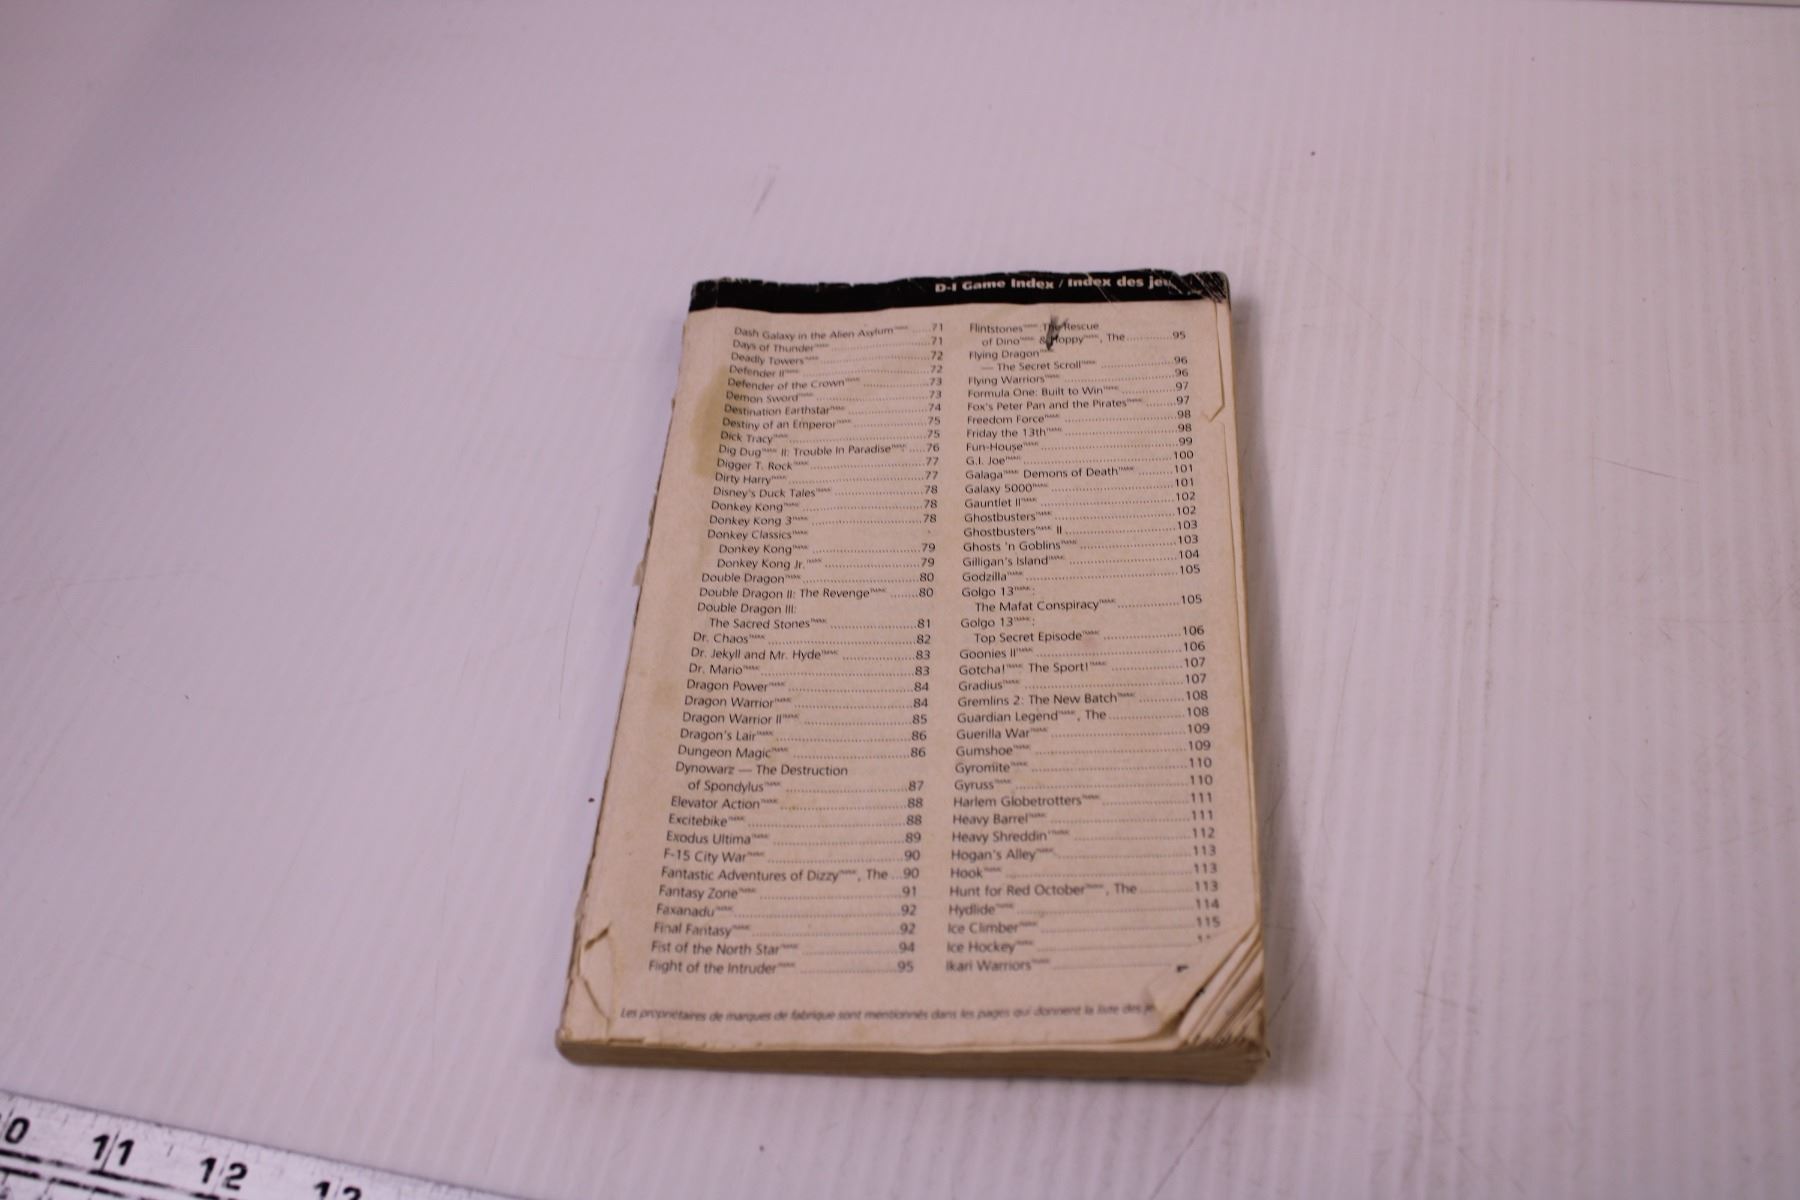 D-I Game Index / Index des jeu
Dash Galaxy in the Alien Asylum ......71
Days of Thunder ......71
Deadly Towers ......72
Defender II ......72
Defender of the Crown ......73
Demon Sword ......73
Destination Earthstar ......74
Destiny of an Emperor ......75
Dick Tracy ......75
Dig Dug II: Trouble In Paradise ......76
Digger T. Rock ......77
Dirty Harry ......77
Disney's Duck Tales ......78
Donkey Kong ......78
Donkey Kong 3 ......78
Donkey Classics
Donkey Kong ......79
Donkey Kong Jr. ......79
Double Dragon ......80
Double Dragon II: The Revenge ......80
Double Dragon III:
The Sacred Stones ......81
Dr. Chaos ......82
Dr. Jekyll and Mr. Hyde ......83
Dr. Mario ......83
Dragon Power ......84
Dragon Warrior ......84
Dragon Warrior II ......85
Dragon's Lair ......86
Dungeon Magic ......86
Dynowarz — The Destruction
of Spondylus ......87
Elevator Action ......88
Excitebike ......88
Exodus Ultima ......89
F-15 City War ......90
Fantastic Adventures of Dizzy, The ...90
Fantasy Zone ......91
Faxanadu ......92
Final Fantasy ......92
Fist of the North Star ......94
Flight of the Intruder ......95
Flintstones The Rescue
of Dino & Hoppy, The ......95
Flying Dragon
— The Secret Scroll ......96
Flying Warriors ......96
Formula One: Built to Win ......97
Fox's Peter Pan and the Pirates ......97
Freedom Force ......98
Friday the 13th ......98
Fun-House ......99
G.I. Joe ......100
Galaga Demons of Death ......101
Galaxy 5000 ......101
Gauntlet II ......102
Ghostbusters ......102
Ghostbusters II ......103
Ghosts 'n Goblins ......103
Gilligan's Island ......104
Godzilla ......105
Golgo 13:
The Mafat Conspiracy ......105
Golgo 13:
Top Secret Episode ......106
Goonies II ......106
Gotcha! The Sport! ......107
Gradius ......107
Gremlins 2: The New Batch ......108
Guardian Legend, The ......108
Guerilla War ......109
Gumshoe ......109
Gyromite ......110
Gyruss ......110
Harlem Globetrotters ......111
Heavy Barrel ......111
Heavy Shreddin' ......112
Hogan's Alley ......113
Hook ......113
Hunt for Red October, The ......113
Hydlide ......114
Ice Climber ......115
Ice Hockey ......
Ikari Warriors ......
Les propriétaires de marques de fabrique sont mentionnés dans les pages qui donnent la liste des je
11 12